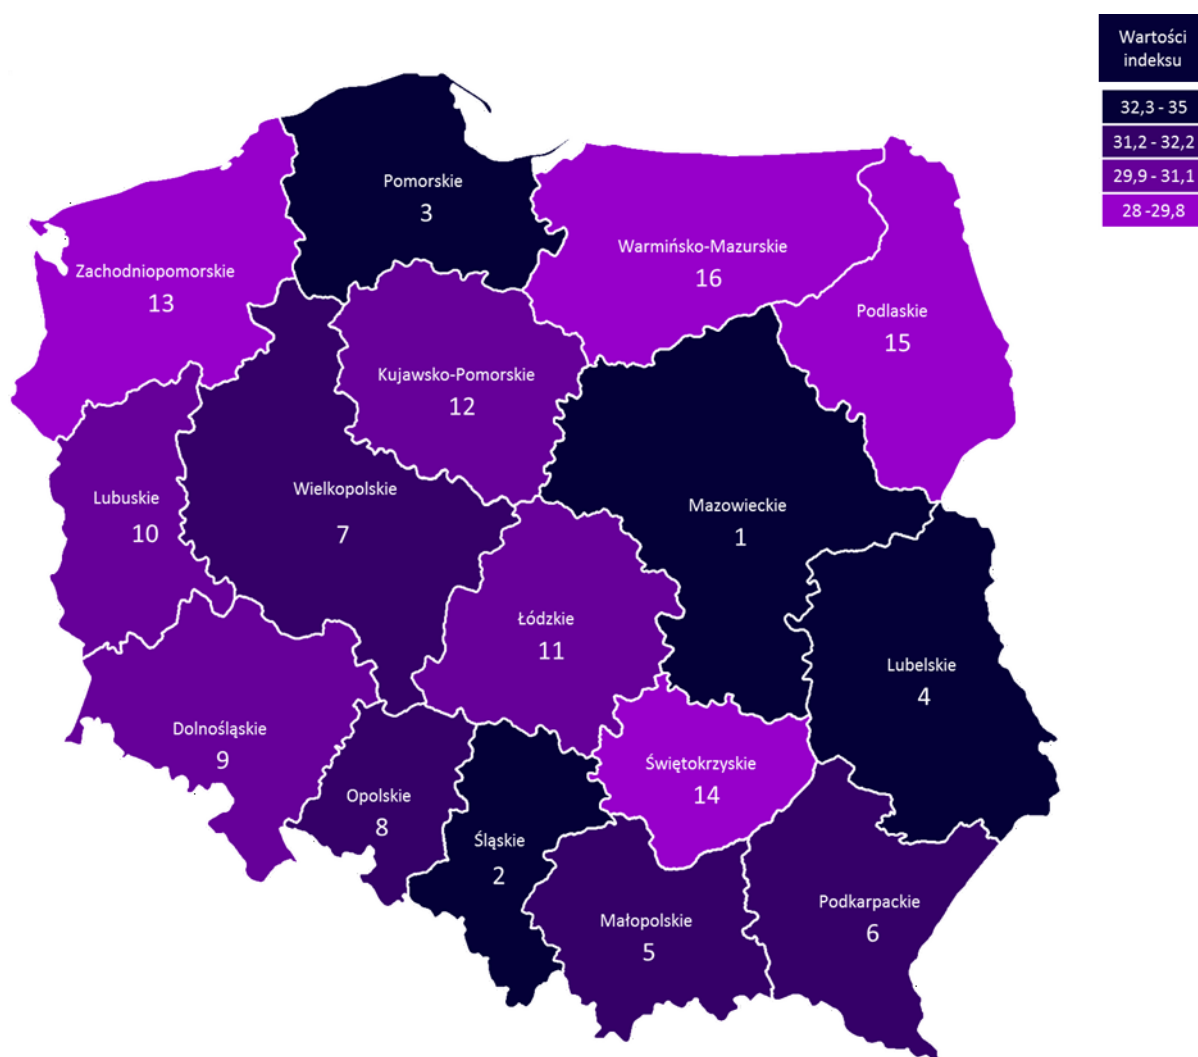 Wartości
indeksu
32,3 - 35
31,2 - 32,2
29,9 - 31,1
28 -29,8
Pomorskie
3
Warmińsko-Mazurskie
16
Zachodniopomorskie
13
Podlaskie
15
Kujawsko-Pomorskie
12
Wielkopolskie
7
Lubuskie
10
Mazowieckie
1
Łódzkie
11
Lubelskie
4
Dolnośląskie
9
Świętokrzyskie
14
Opolskie
8
Śląskie
2
Małopolskie
5
Podkarpackie
6